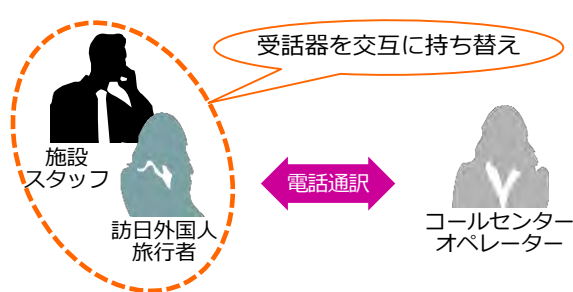 受話器を交互に持ち替え
施設
スタッフ
訪日外国人
旅行者
電話通訳
コールセンター
オペレーター